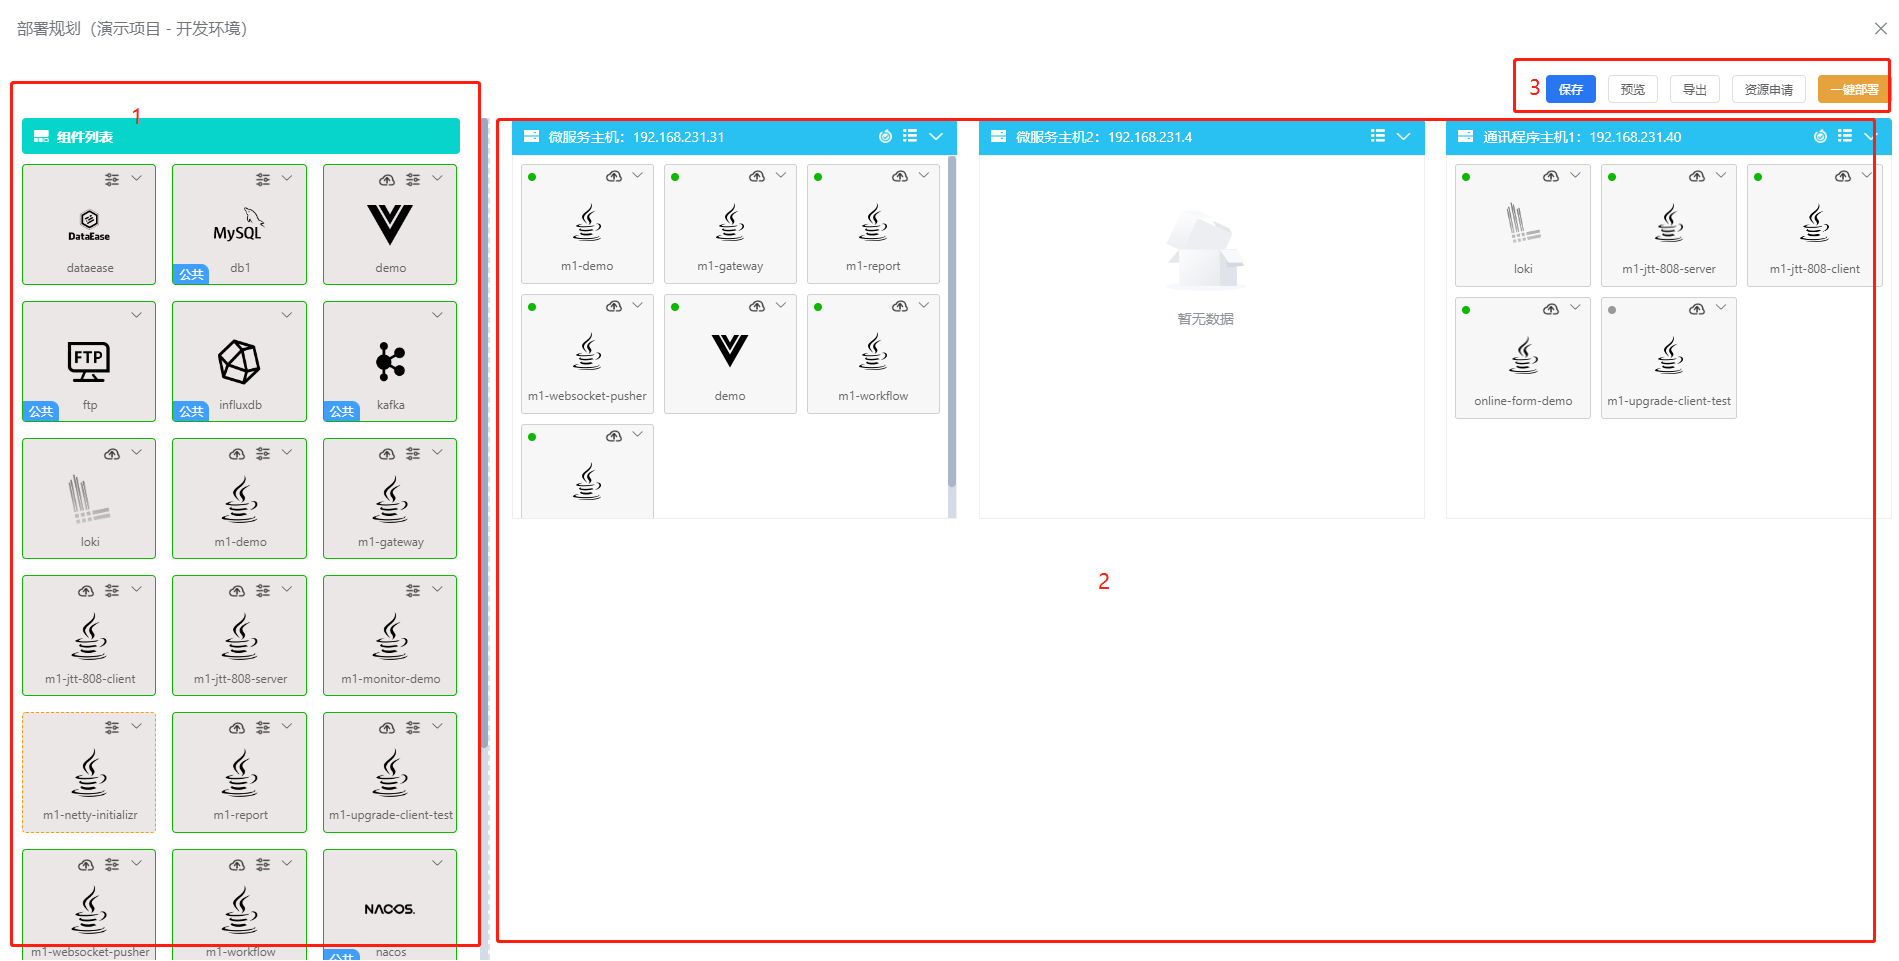 部署规划（演示项目 - 开发环境）
1
3
保存
预览
导出
资源申请
一键部署
组件列表
DataEase
dataease
MySQL
公共
db1
demo
FTP
公共
ftp
公共
influxdb
公共
kafka
loki
m1-demo
m1-gateway
m1-jtt-808-client
m1-jtt-808-server
m1-monitor-demo
m1-netty-initializr
m1-report
m1-upgrade-client-test
m1-websocket-pusher
m1-workflow
NACOS.
公共
nacos
微服务主机：192.168.231.31
m1-demo
m1-gateway
m1-report
m1-websocket-pusher
demo
m1-workflow
微服务主机2：192.168.231.4
暂无数据
通讯程序主机1：192.168.231.40
loki
m1-jtt-808-server
m1-jtt-808-client
online-form-demo
m1-upgrade-client-test
2